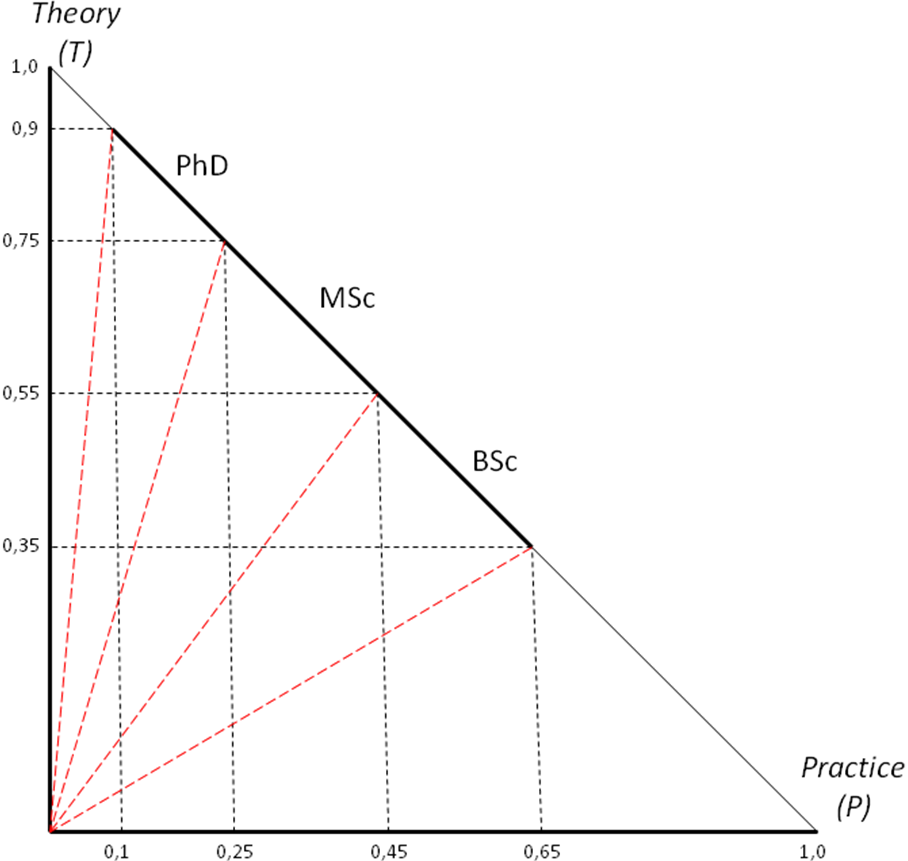 Theory
(T)
1,0
0,9
PhD
0,75
MSc
0,55
BSc
0,35
Practice
(P)
0,1
0,25
0,45
0,65
1,0